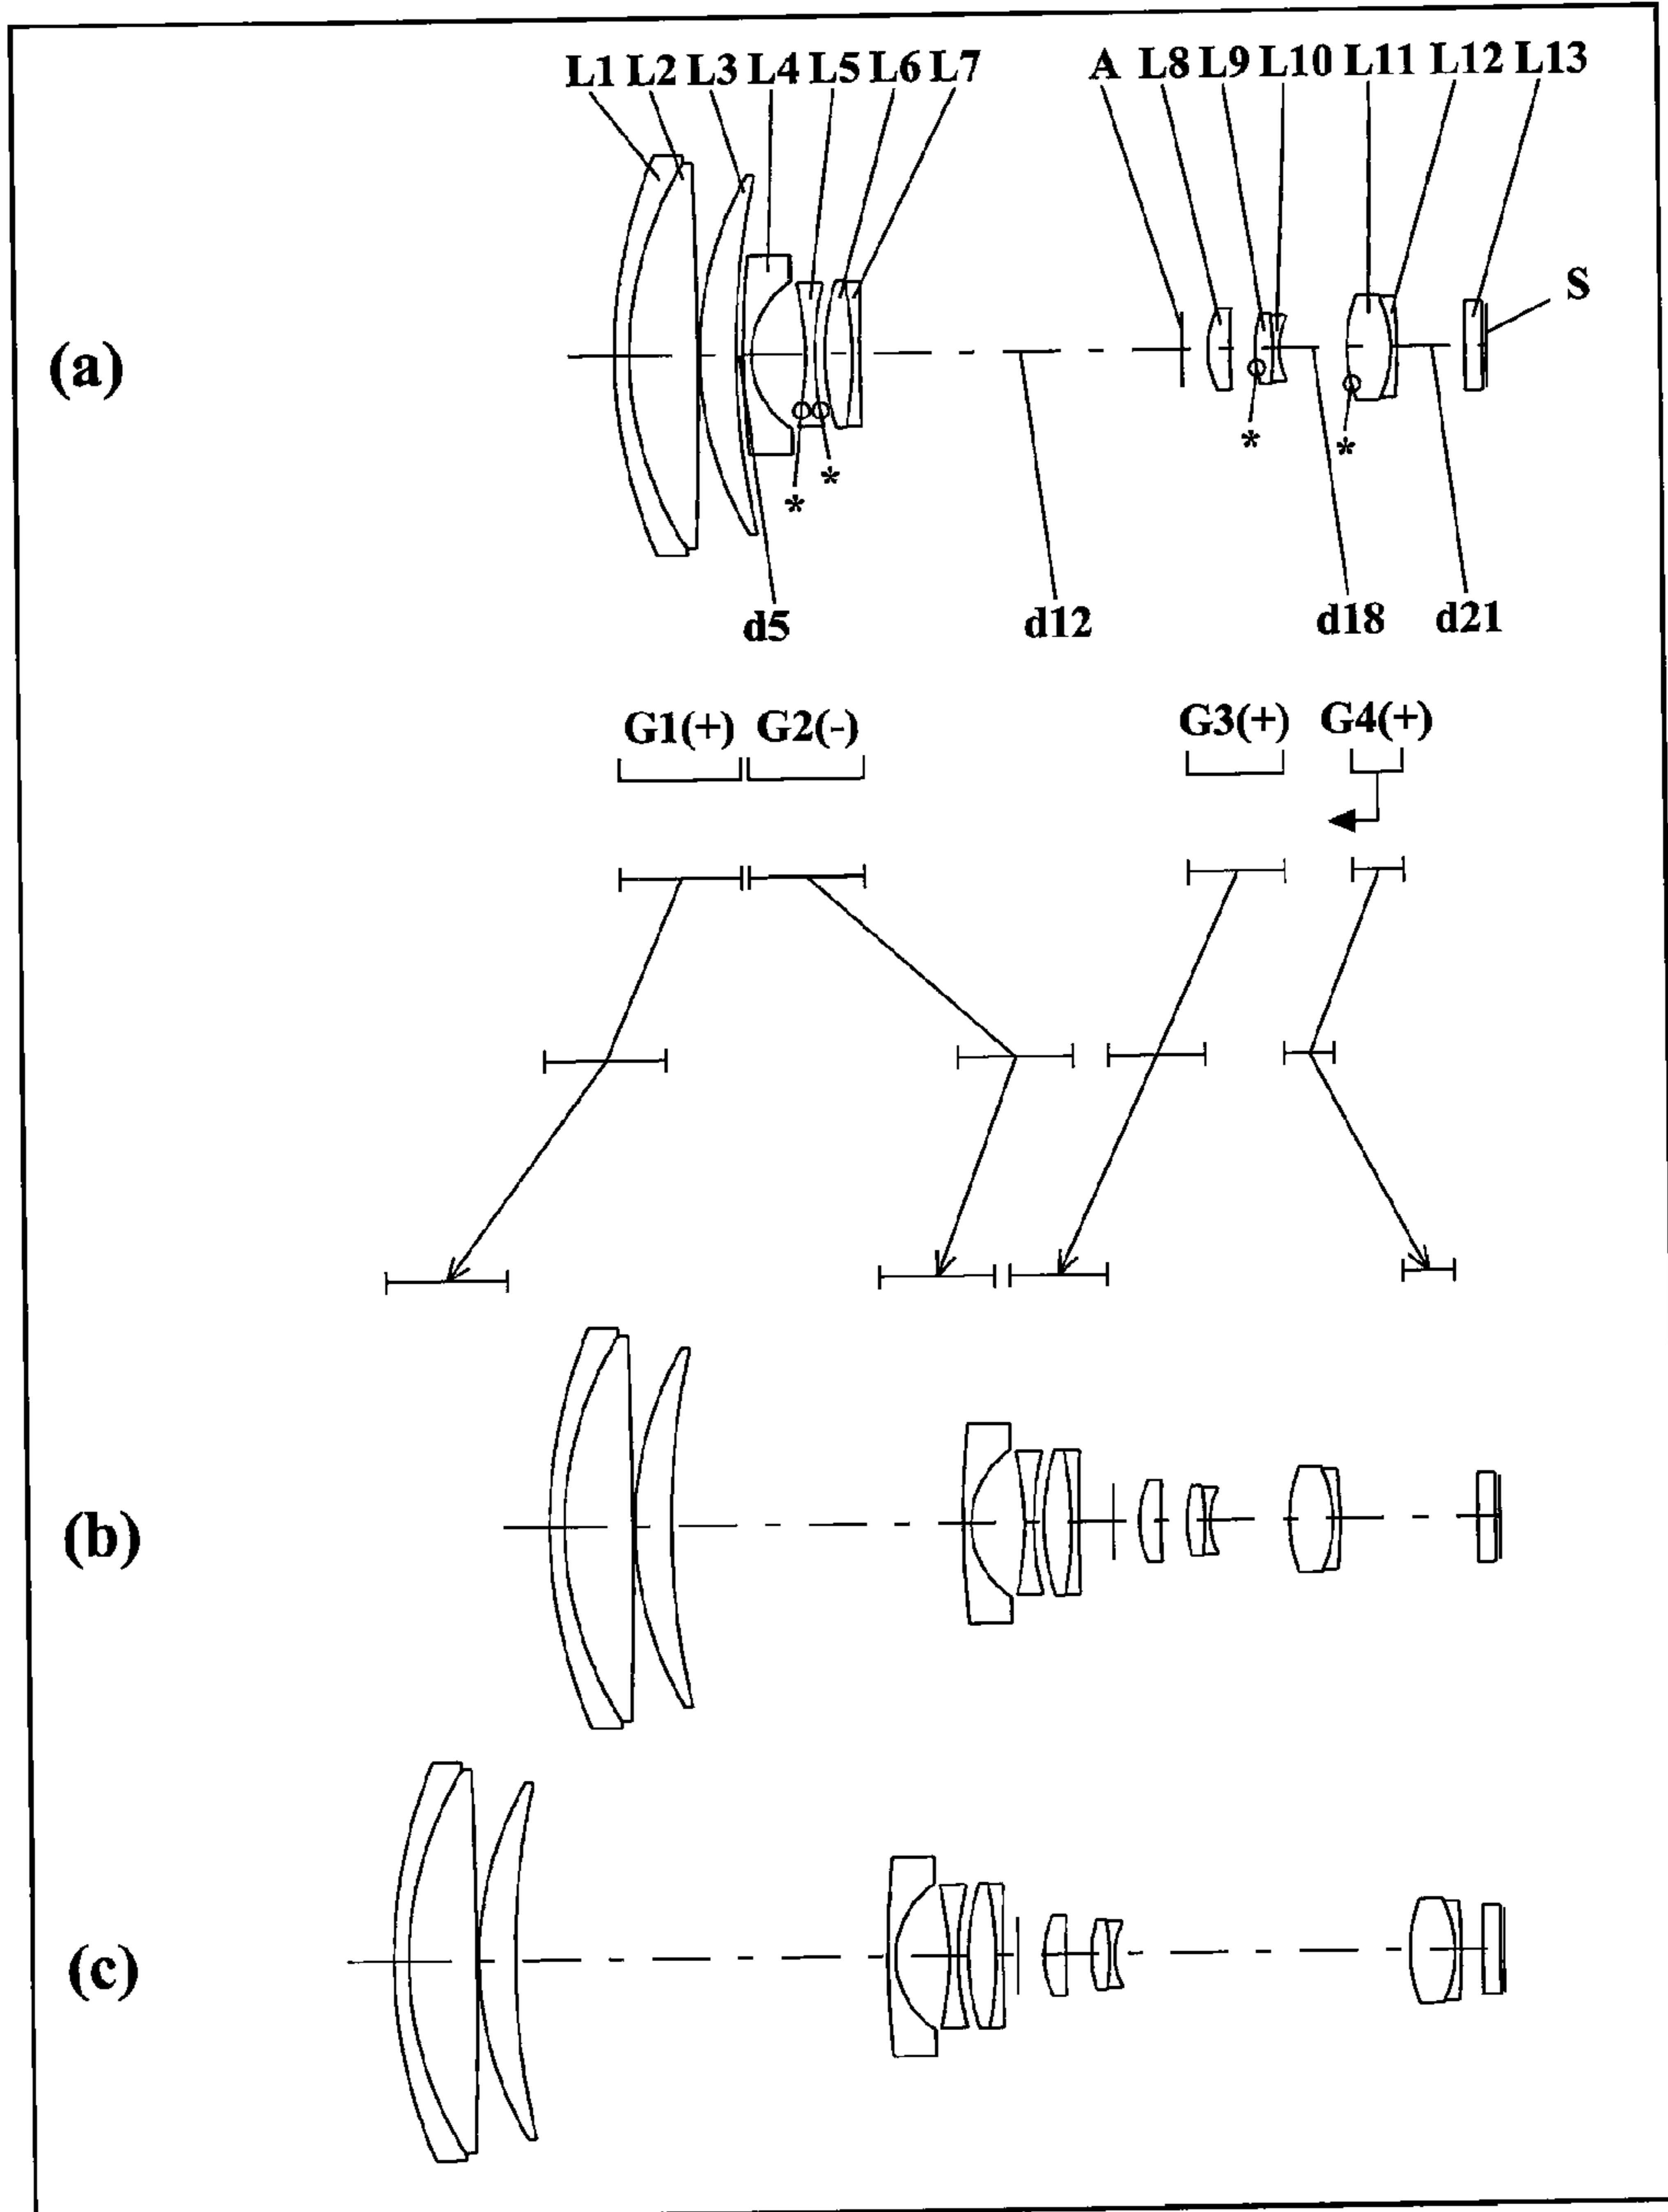 L1 L2 L3 L4 L5 L6 L7 A L8 L9 L10 L11 L12 L13
S
(a)
*
*
*
*
d5 d12 d18 d21
G1(+) G2(-) G3(+) G4(+)
(b)
(c)